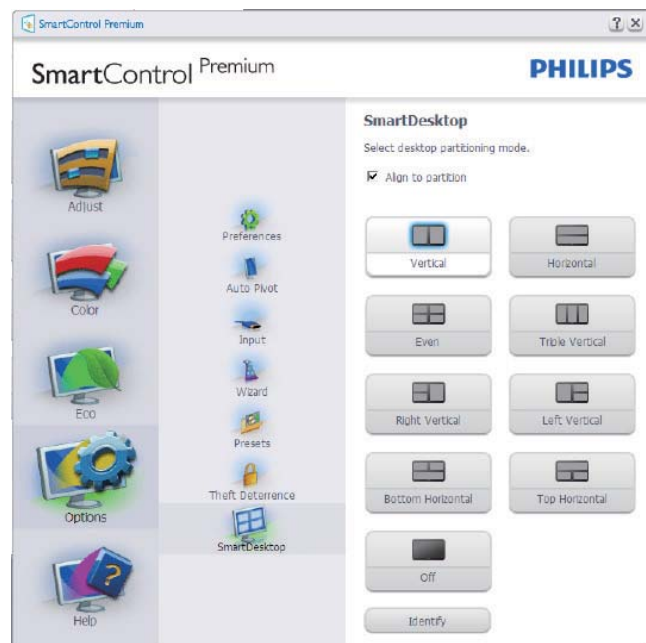 SmartControl Premium
SmartControl Premium
PHILIPS
Adjust
Color
Eco
Options
Help
Preferences
Auto Pivot
Input
Wizard
Presets
Theft Deterrence
SmartDesktop
SmartDesktop
Select desktop partitioning mode.
Align to partition
Vertical
Horizontal
Even
Triple Vertical
Right Vertical
Left Vertical
Bottom Horizontal
Top Horizontal
Off
Identify